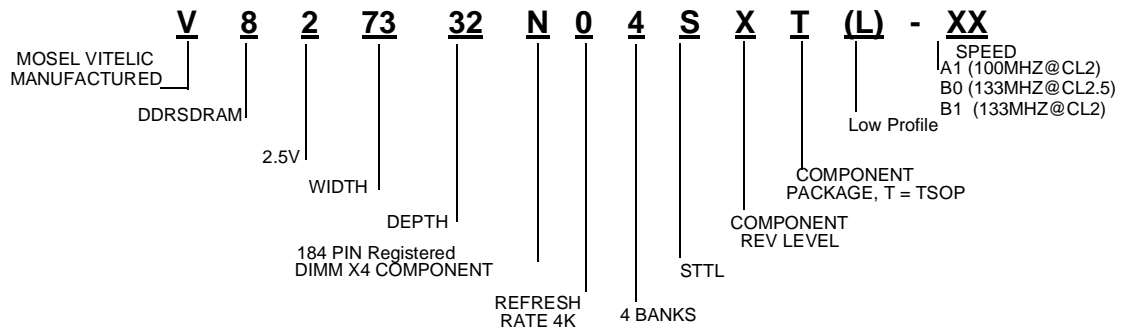 V 8 2 73 32 N 0 4 S X T (L) - XX
MOSEL VITELIC
MANUFACTURED
DDRSDRAM
2.5V
WIDTH
DEPTH
184 PIN Registered
DIMM X4 COMPONENT
REFRESH
RATE 4K
4 BANKS
STTL
COMPONENT
REV LEVEL
COMPONENT
PACKAGE, T = TSOP
Low Profile
SPEED
A1 (100MHZ@CL2)
B0 (133MHZ@CL2.5)
B1 (133MHZ@CL2)